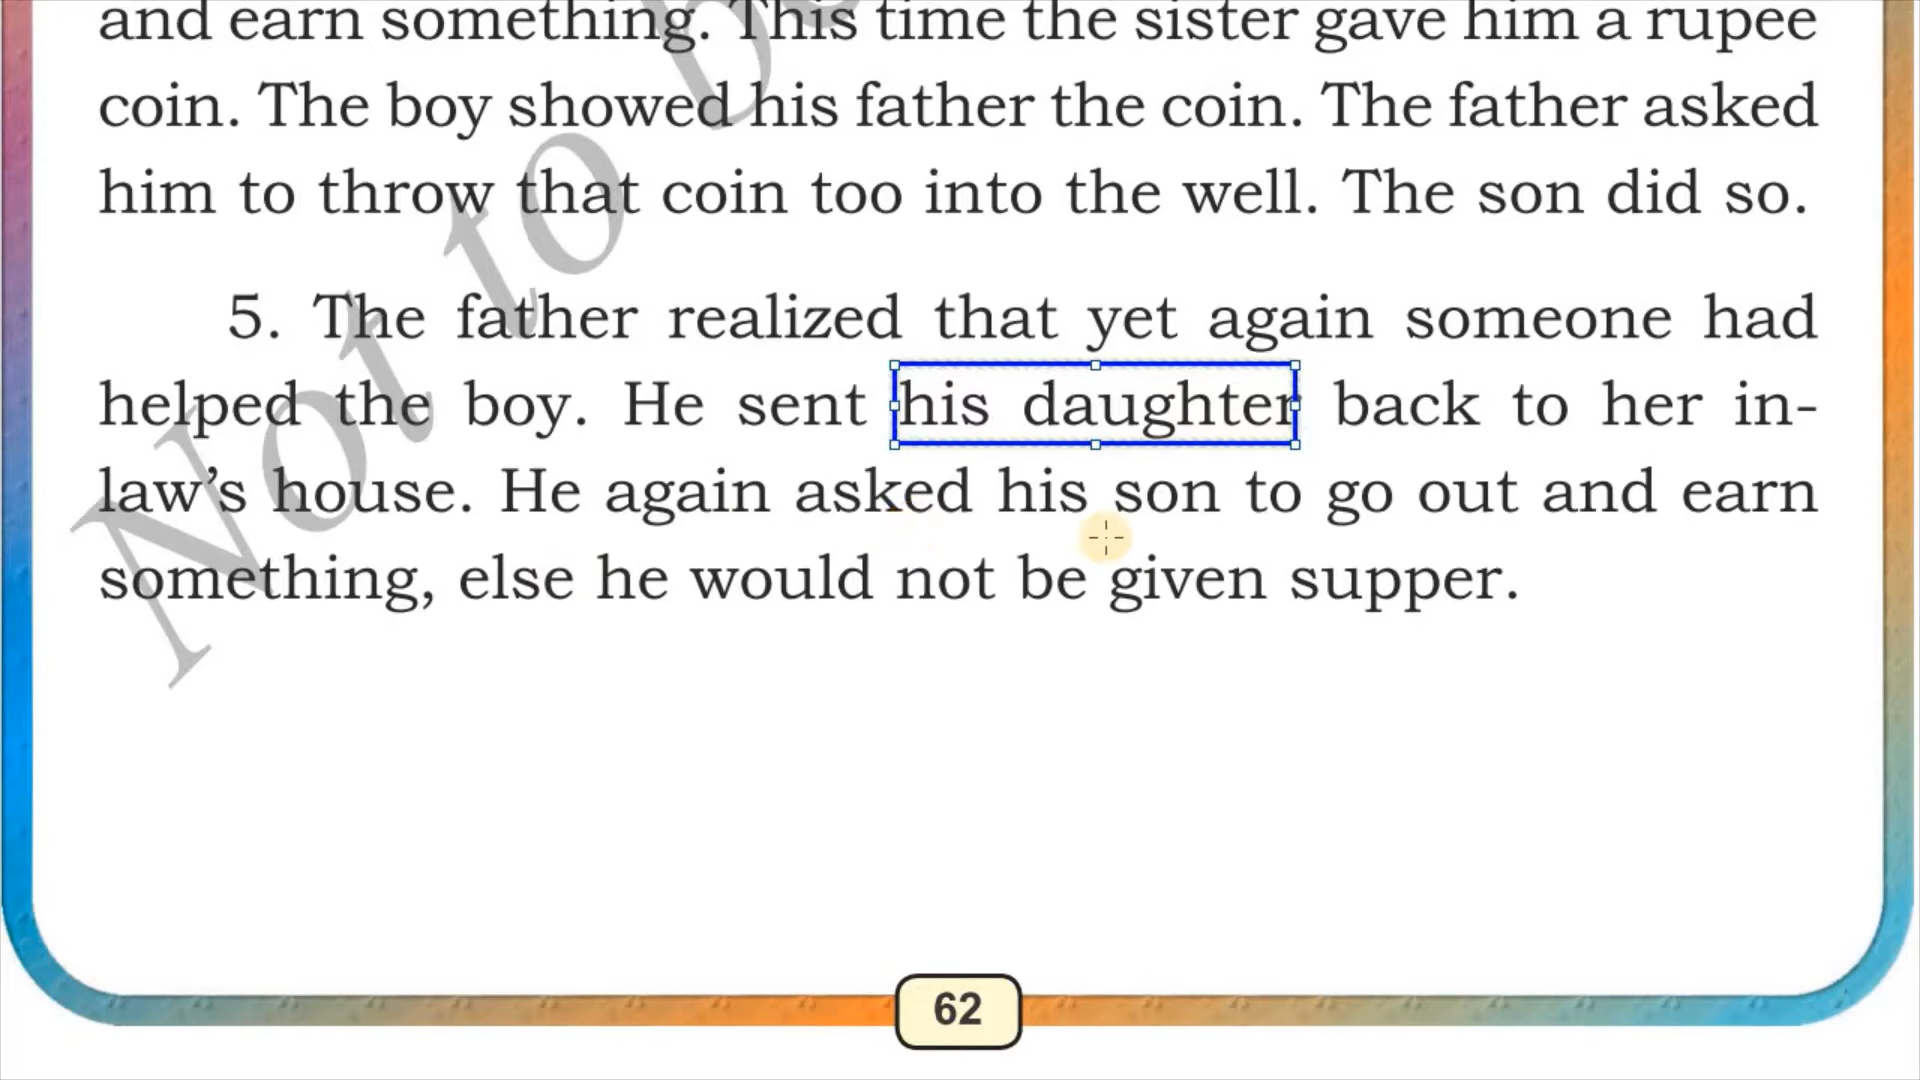 and earn something. This time the sister gave him a rupee
coin. The boy showed his father the coin. The father asked
him to throw that coin too into the well. The son did so.
5. The father realized that yet again someone had
helped the boy. He sent his daughter back to her in-
law's house. He again asked his son to go out and earn
something, else he would not be given supper.
Not to be
62